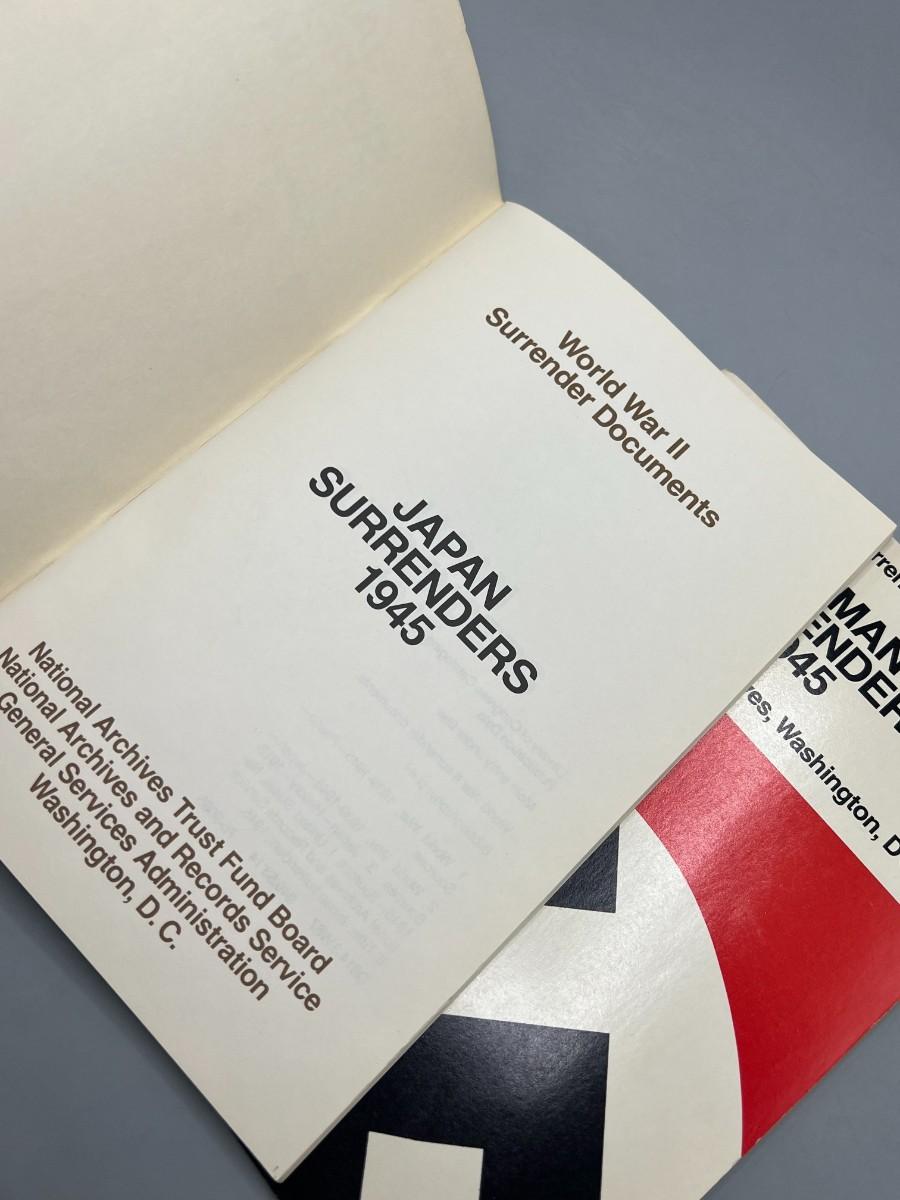 World War II
Surrender Documents
JAPAN
SURRENDERS
1945
National Archives Trust Fund Board
National Archives and Records Service
General Services Administration
Washington, D. C.
Washington, D